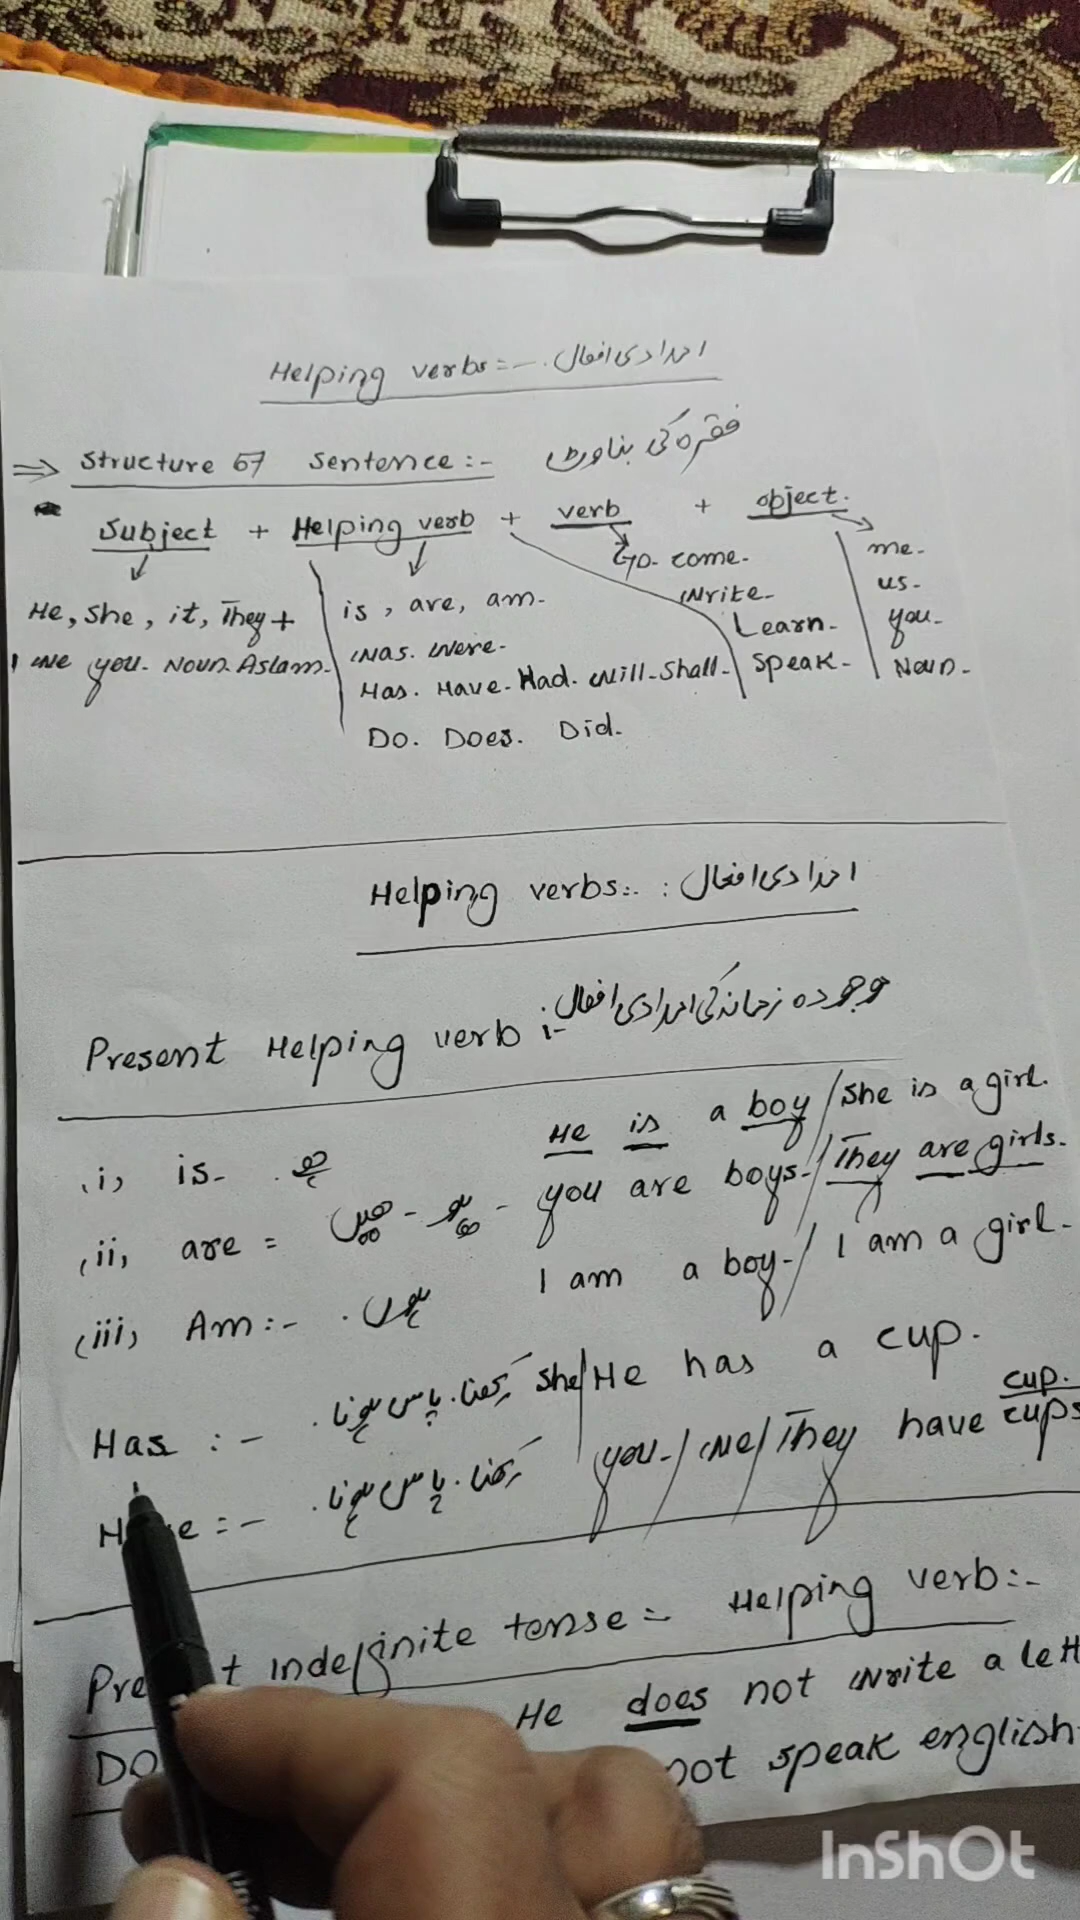 Helping verbs :- امدادی افعال
⇒ Structure of Sentence :- فقرہ کی بناوٹ
Subject + Helping verb + verb + object.
He, she, it, They + is, are, am. Go. come. me.
I we you. Noun. Aslam. was. were. write. us.
Has. Have. Had. will. shall. Learn. you.
Do. Does. Did. speak. Noun.
Helping verbs :. امدادی افعال
Present Helping verb :- موجودہ زمانہ کی امدادی افعال
(i) is. ہے He is a boy / She is a girl.
(ii) are = ہیں - ہو - you are boys. / They are girls.
(iii) Am :- ہوں. I am a boy. / I am a girl.
Has :- رکھنا. پاس ہونا. She / He has a cup.
:- رکھنا. پاس ہونا. you / we / They have cup. cups
indefinite tense = Helping verb :-
Do He does not write a
not speak english
InShOt